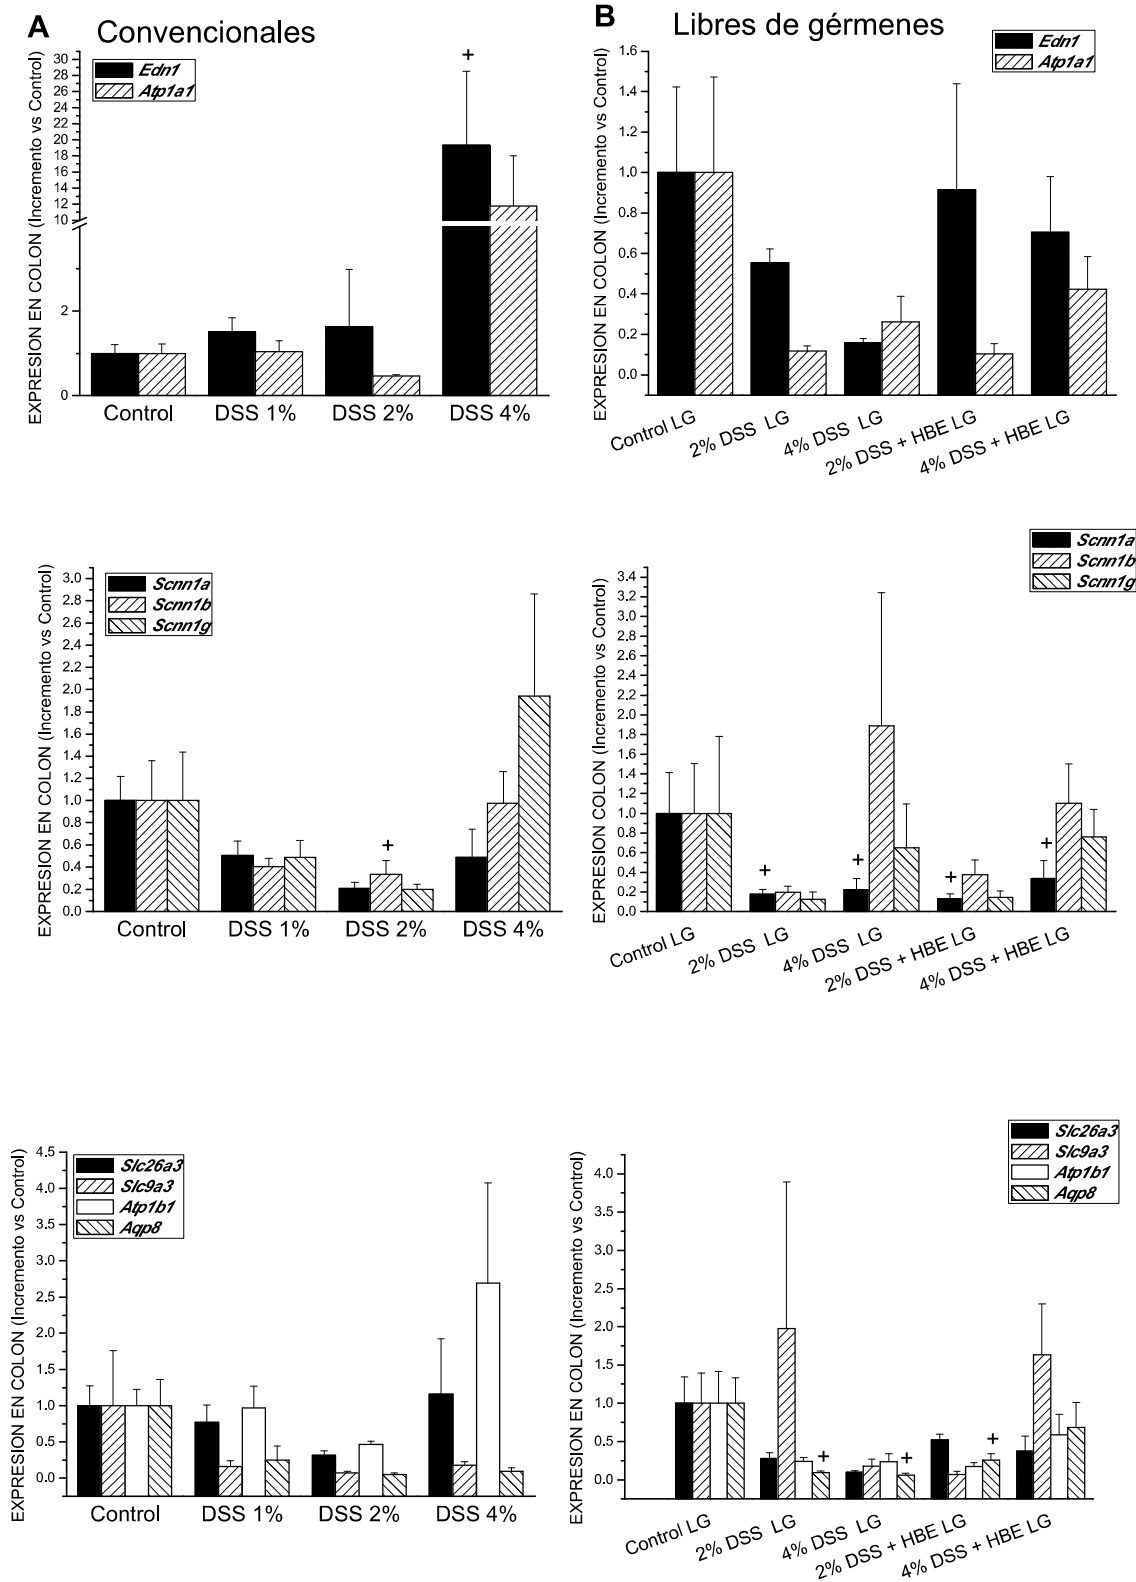 A Convencionales
EXPRESION EN COLON (Incremento vs Control)
30
28
26
24
22
20
18
16
14
12
10
2
1
0
Edn1
Atp1a1
+
Control DSS 1% DSS 2% DSS 4%
B Libres de gérmenes
EXPRESION EN COLON (Incremento vs Control)
1.6
1.4
1.2
1.0
0.8
0.6
0.4
0.2
0.0
Edn1
Atp1a1
Control LG 2% DSS LG 4% DSS LG 2% DSS + HBE LG 4% DSS + HBE LG
EXPRESION EN COLON (Incremento vs Control)
3.0
2.8
2.6
2.4
2.2
2.0
1.8
1.6
1.4
1.2
1.0
0.8
0.6
0.4
0.2
0.0
Scnn1a
Scnn1b
Scnn1g
+
Control DSS 1% DSS 2% DSS 4%
EXPRESION COLON (Incremento vs Control)
3.4
3.2
3.0
2.8
2.6
2.4
2.2
2.0
1.8
1.6
1.4
1.2
1.0
0.8
0.6
0.4
0.2
0.0
Scnn1a
Scnn1b
Scnn1g
+ + + +
Control LG 2% DSS LG 4% DSS LG 2% DSS + HBE LG 4% DSS + HBE LG
EXPRESION EN COLON (Incremento vs Control)
4.5
4.0
3.5
3.0
2.5
2.0
1.5
1.0
0.5
0.0
Slc26a3
Slc9a3
Atp1b1
Aqp8
Control DSS 1% DSS 2% DSS 4%
EXPRESION EN COLON (Incremento vs Control)
4.0
3.5
3.0
2.5
2.0
1.5
1.0
0.5
0.0
Slc26a3
Slc9a3
Atp1b1
Aqp8
+ + +
Control LG 2% DSS LG 4% DSS LG 2% DSS + HBE LG 4% DSS + HBE LG